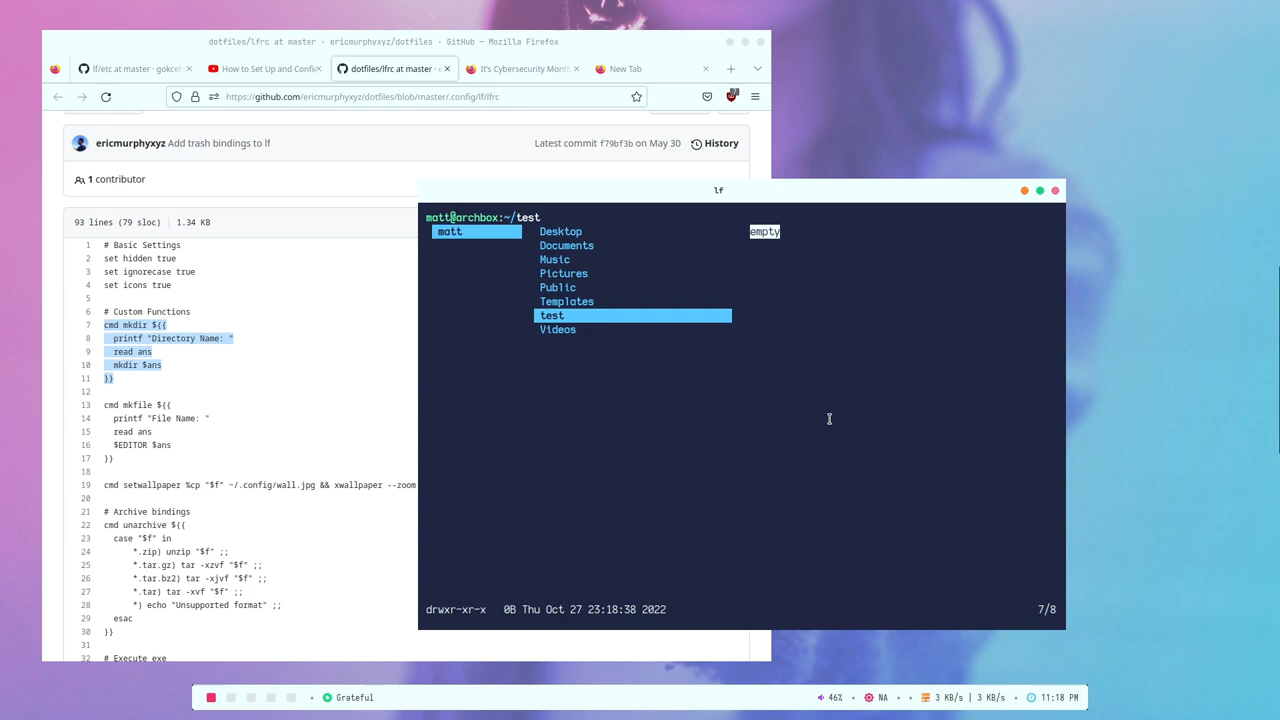 dotfiles/lfrc at master · ericmurphyxyz/dotfiles · GitHub — Mozilla Firefox
lf/etc at master · gokceh
How to Set Up and Confi
dotfiles/lfrc at master · e
It's Cybersecurity Month
New Tab
https://github.com/ericmurphyxyz/dotfiles/blob/master/.config/lf/lfrc
ericmurphyxyz Add trash bindings to lf
Latest commit f79bf3b on May 30
History
1 contributor
93 lines (79 sloc) 1.34 KB
1 # Basic Settings
2 set hidden true
3 set ignorecase true
4 set icons true
5
6 # Custom Functions
7 cmd mkdir ${{
8 printf "Directory Name: "
9 read ans
10 mkdir $ans
11 }}
12
13 cmd mkfile ${{
14 printf "File Name: "
15 read ans
16 $EDITOR $ans
17 }}
18
19 cmd setwallpaper %cp "$f" ~/.config/wall.jpg && xwallpaper --zoom
20
21 # Archive bindings
22 cmd unarchive ${{
23 case "$f" in
24 *.zip) unzip "$f" ;;
25 *.tar.gz) tar -xzvf "$f" ;;
26 *.tar.bz2) tar -xjvf "$f" ;;
27 *.tar) tar -xvf "$f" ;;
28 *) echo "Unsupported format" ;;
29 esac
30 }}
31
32 # Execute exe
lf
matt@archbox:~/test
matt
Desktop
Documents
Music
Pictures
Public
Templates
test
Videos
empty
drwxr-xr-x 0B Thu Oct 27 23:18:38 2022
7/8
Grateful
46%
NA
3 KB/s | 3 KB/s
11:18 PM